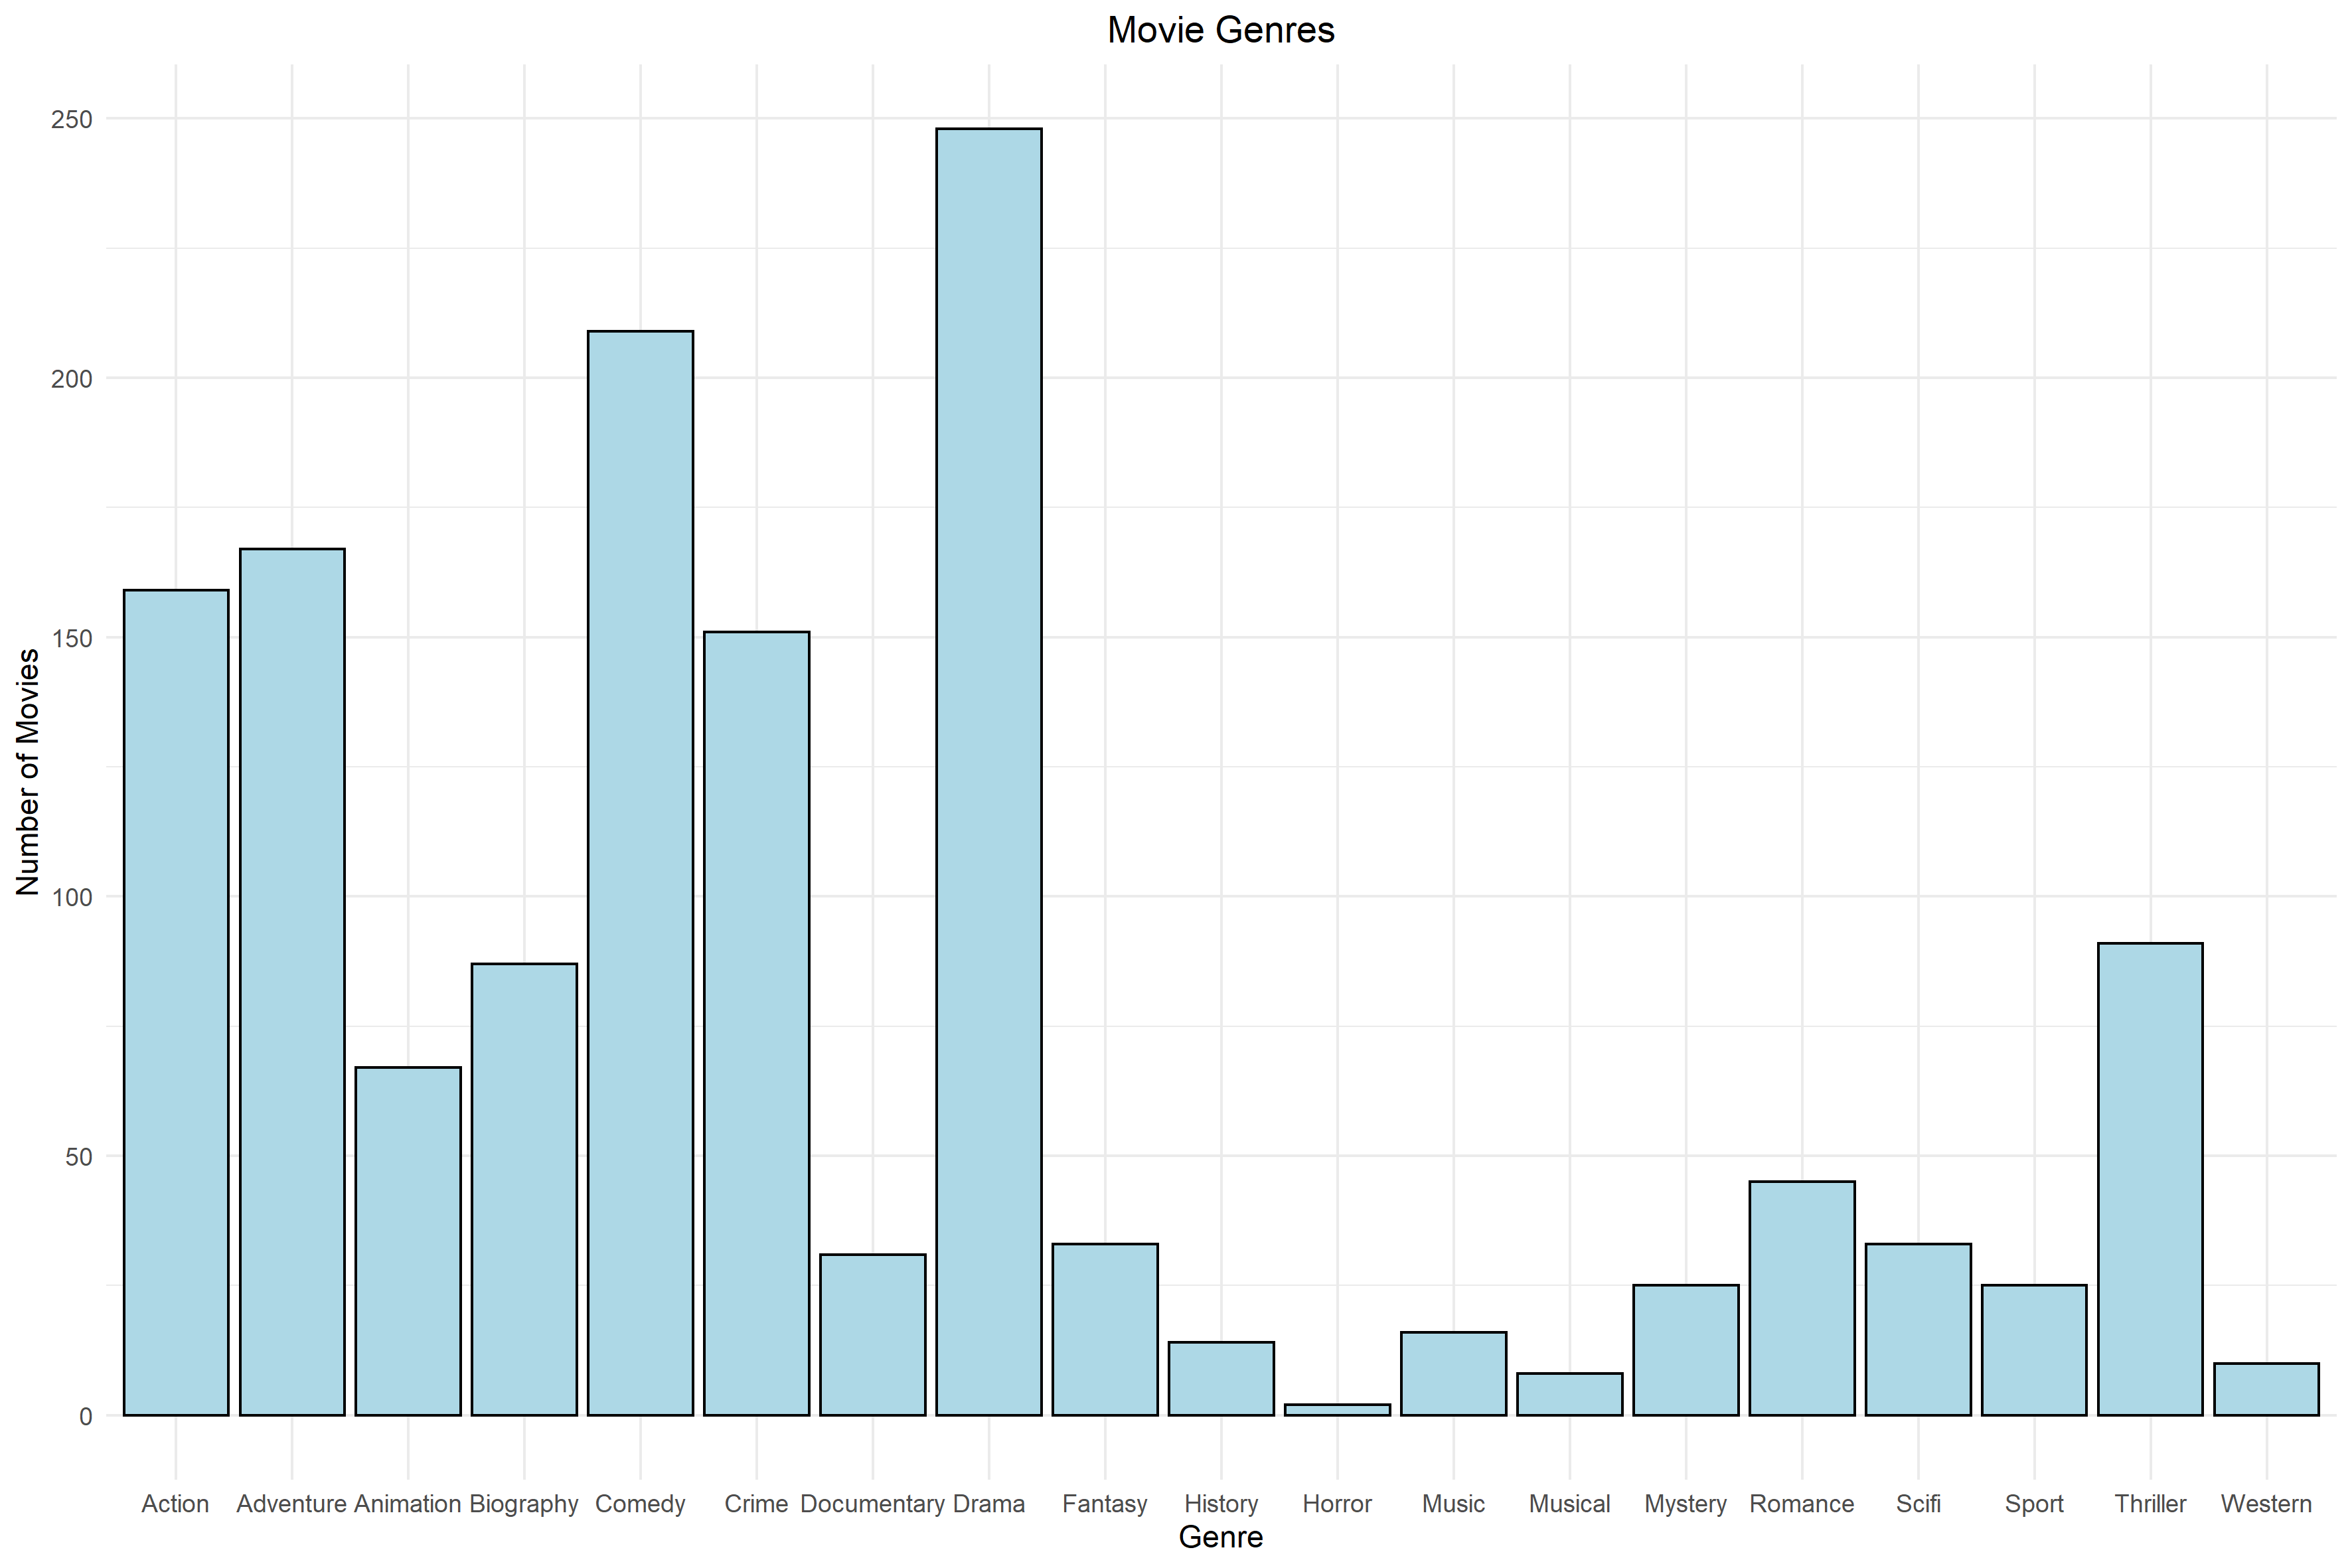 Movie Genres
250
200
150
100
50
0
Number of Movies
Action Adventure Animation Biography Comedy Crime Documentary Drama Fantasy History Horror Music Musical Mystery Romance Scifi Sport Thriller Western
Genre